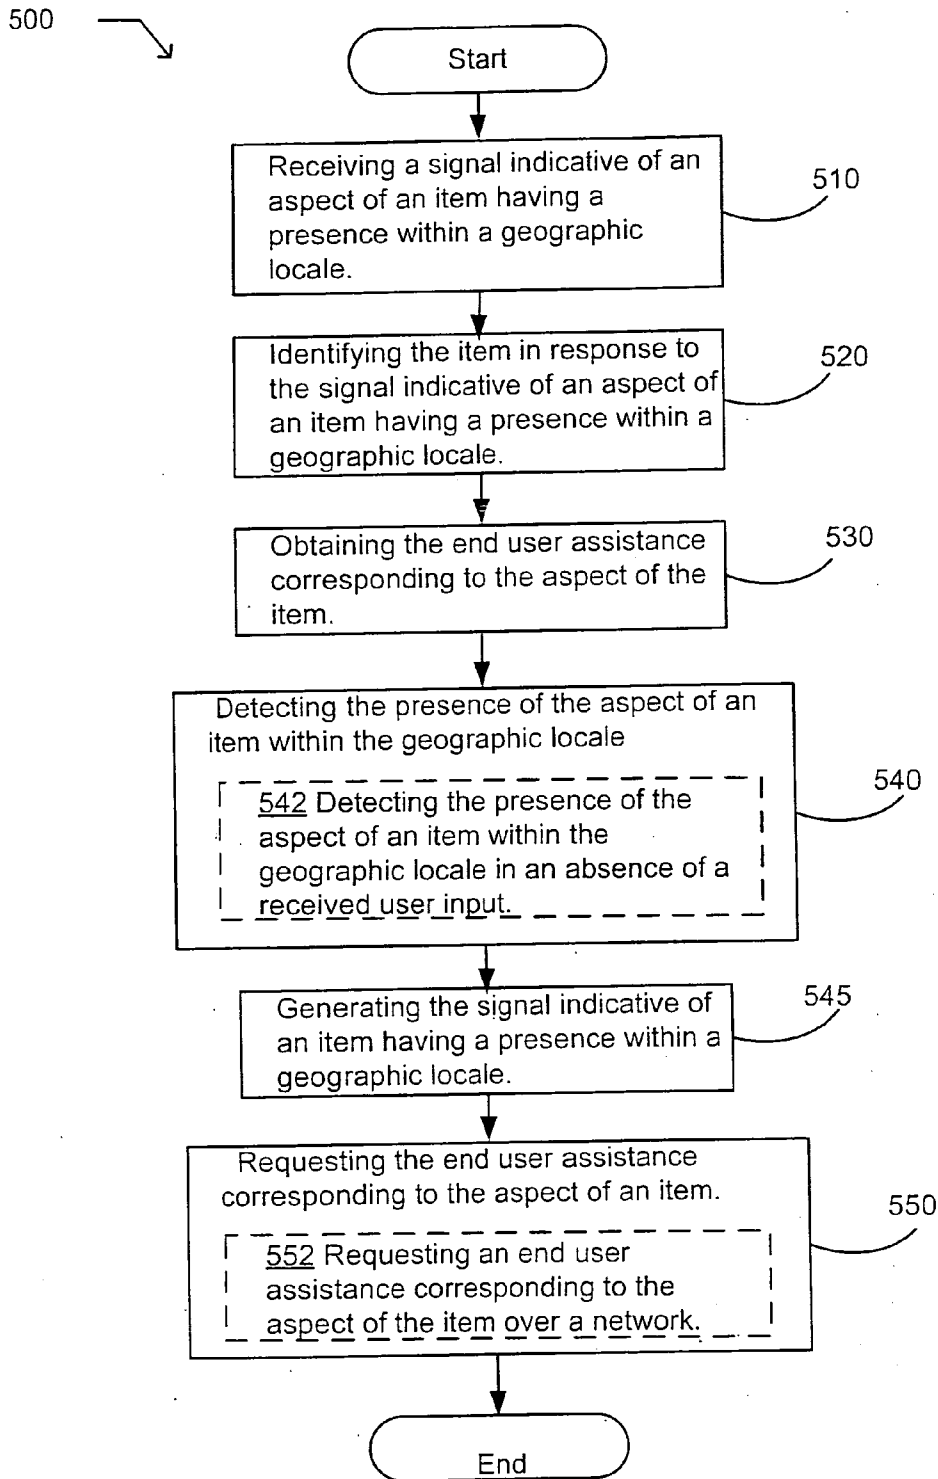 500
Start
Receiving a signal indicative of an
aspect of an item having a
presence within a geographic
locale.
510
Identifying the item in response to
the signal indicative of an aspect of
an item having a presence within a
geographic locale.
520
Obtaining the end user assistance
corresponding to the aspect of the
item.
530
Detecting the presence of the aspect of an
item within the geographic locale
542 Detecting the presence of the
aspect of an item within the
geographic locale in an absence of a
received user input.
540
Generating the signal indicative of
an item having a presence within a
geographic locale.
545
Requesting the end user assistance
corresponding to the aspect of an item.
552 Requesting an end user
assistance corresponding to the
aspect of the item over a network.
550
End